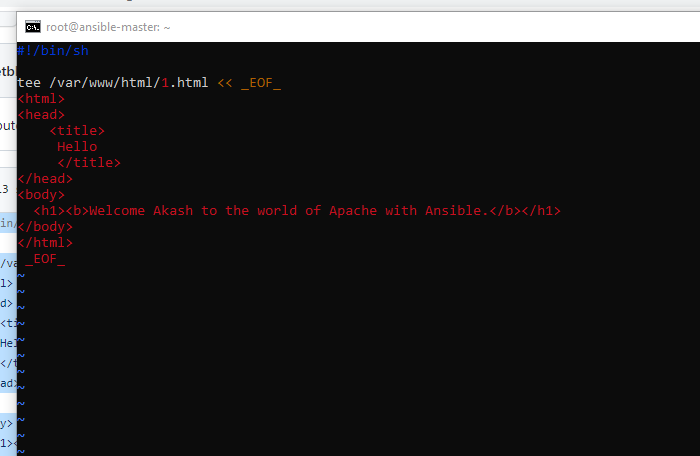 root@ansible-master: ~
#!/bin/sh
tee /var/www/html/1.html << _EOF_
<html>
<head>
    <title>
     Hello
     </title>
</head>
<body>
  <h1><b>Welcome Akash to the world of Apache with Ansible.</b></h1>
</body>
</html>
 _EOF_
~
~
~
~
~
~
~
~
~
~
~
~